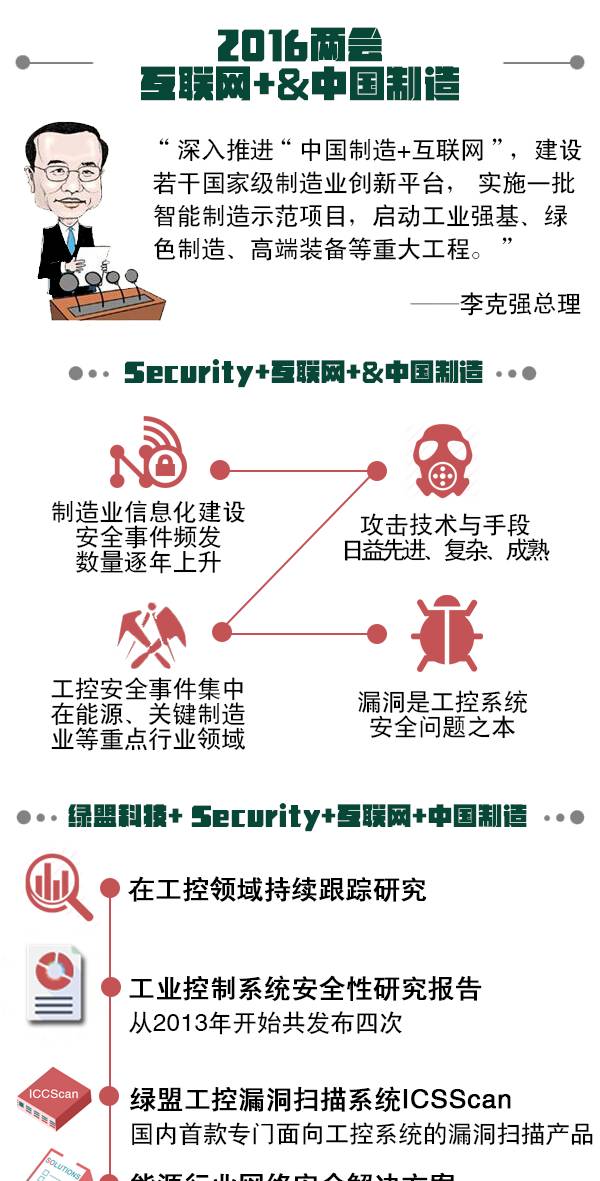 2016两会
互联网+&中国制造
“深入推进“中国制造+互联网”，建设
若干国家级制造业创新平台， 实施一批
智能制造示范项目，启动工业强基、绿
色制造、高端装备等重大工程。”
——李克强总理
Security+互联网+&中国制造
制造业信息化建设
安全事件频发
数量逐年上升
攻击技术与手段
日益先进、复杂、成熟
工控安全事件集中
在能源、关键制造
业等重点行业领域
漏洞是工控系统
安全问题之本
绿盟科技+ Security+互联网+中国制造
在工控领域持续跟踪研究
工业控制系统安全性研究报告
从2013年开始共发布四次
ICCScan
绿盟工控漏洞扫描系统ICSScan
国内首款专门面向工控系统的漏洞扫描产品
SOLUTIONS
能源行业网络安全解决方案